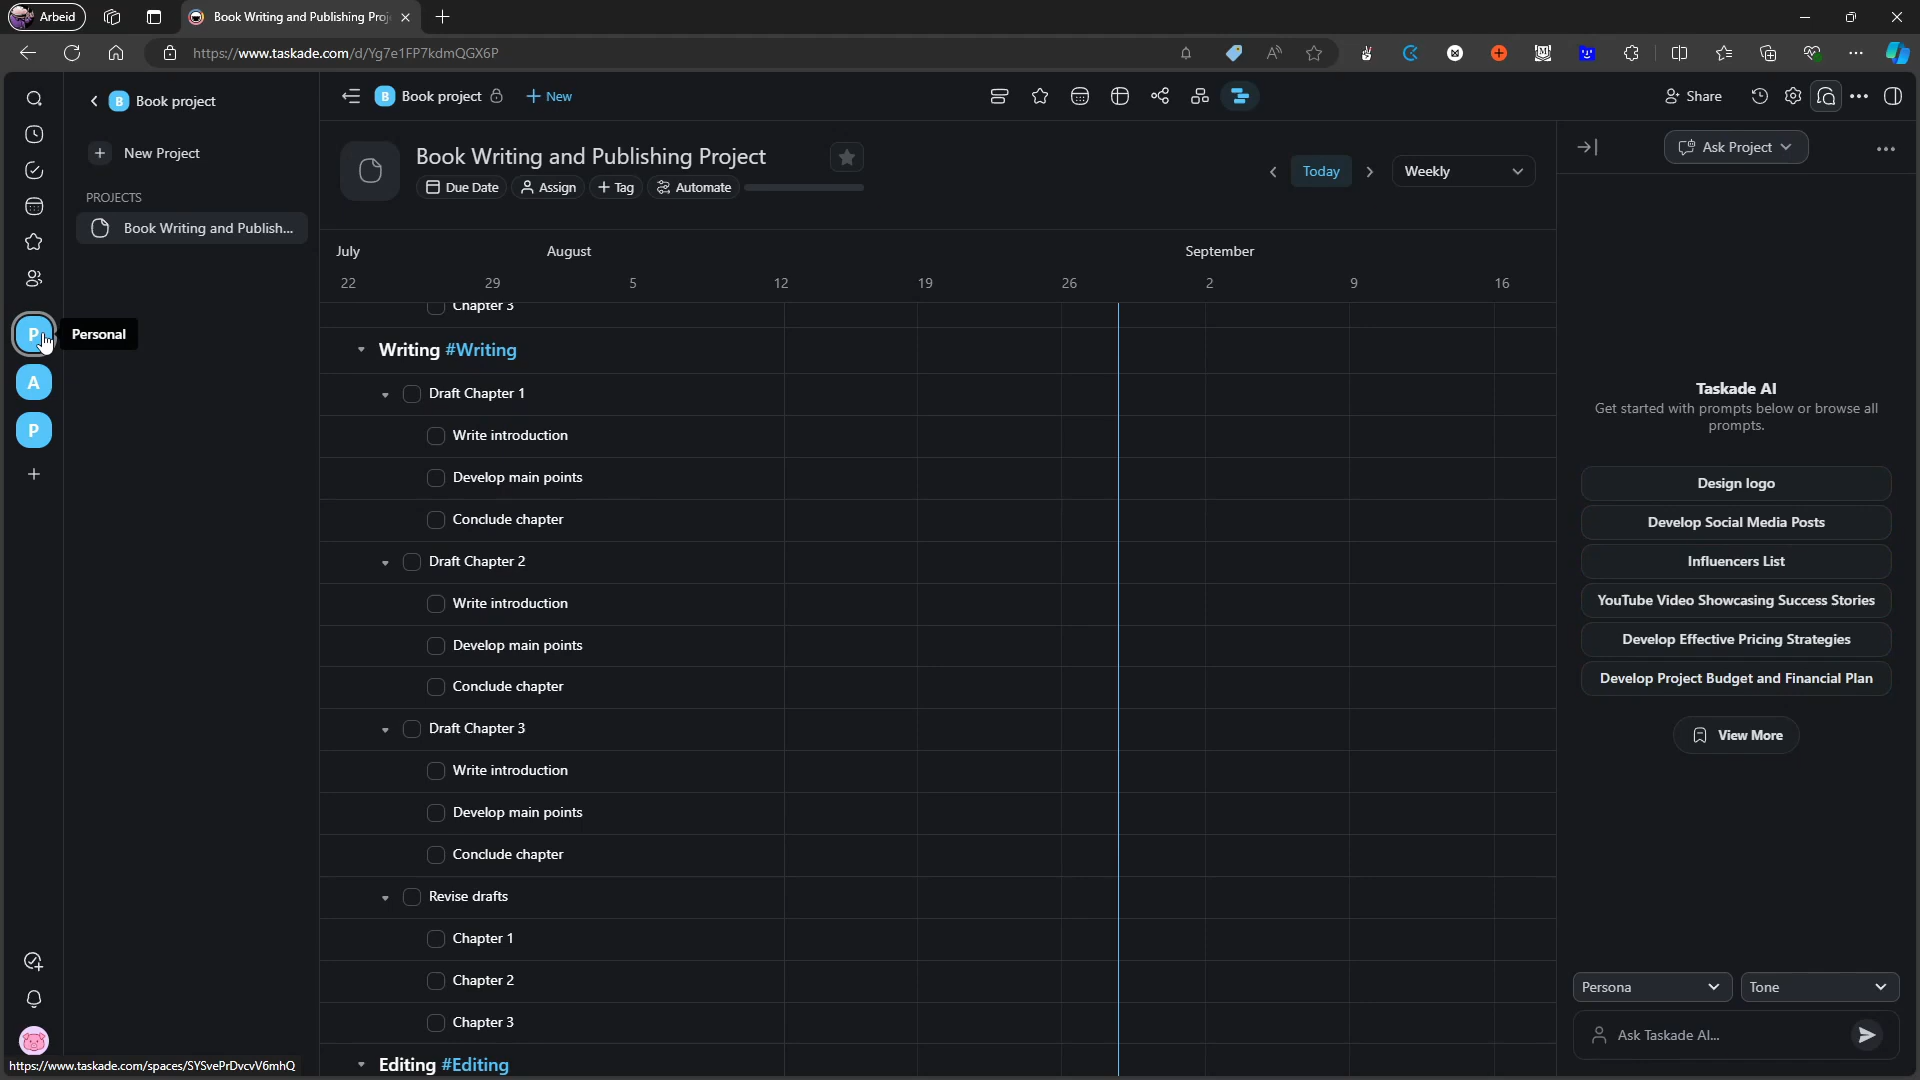 Arbeid
Book Writing and Publishing Proj
https://www.taskade.com/d/Yg7e1FP7kdmQGX6P
B Book project
New Project
PROJECTS
Book Writing and Publish...
P
Personal
A
P
B Book project
New
Share
Book Writing and Publishing Project
Due Date
Assign
Tag
Automate
Today
Weekly
July
August
September
22
29
5
12
19
26
2
9
16
Chapter 3
Writing #Writing
Draft Chapter 1
Write introduction
Develop main points
Conclude chapter
Draft Chapter 2
Write introduction
Develop main points
Conclude chapter
Draft Chapter 3
Write introduction
Develop main points
Conclude chapter
Revise drafts
Chapter 1
Chapter 2
Chapter 3
Editing #Editing
Ask Project
Taskade AI
Get started with prompts below or browse all
prompts.
Design logo
Develop Social Media Posts
Influencers List
YouTube Video Showcasing Success Stories
Develop Effective Pricing Strategies
Develop Project Budget and Financial Plan
View More
Persona
Tone
Ask Taskade AI...
https://www.taskade.com/spaces/SYSvePrDvcvV6mhQ